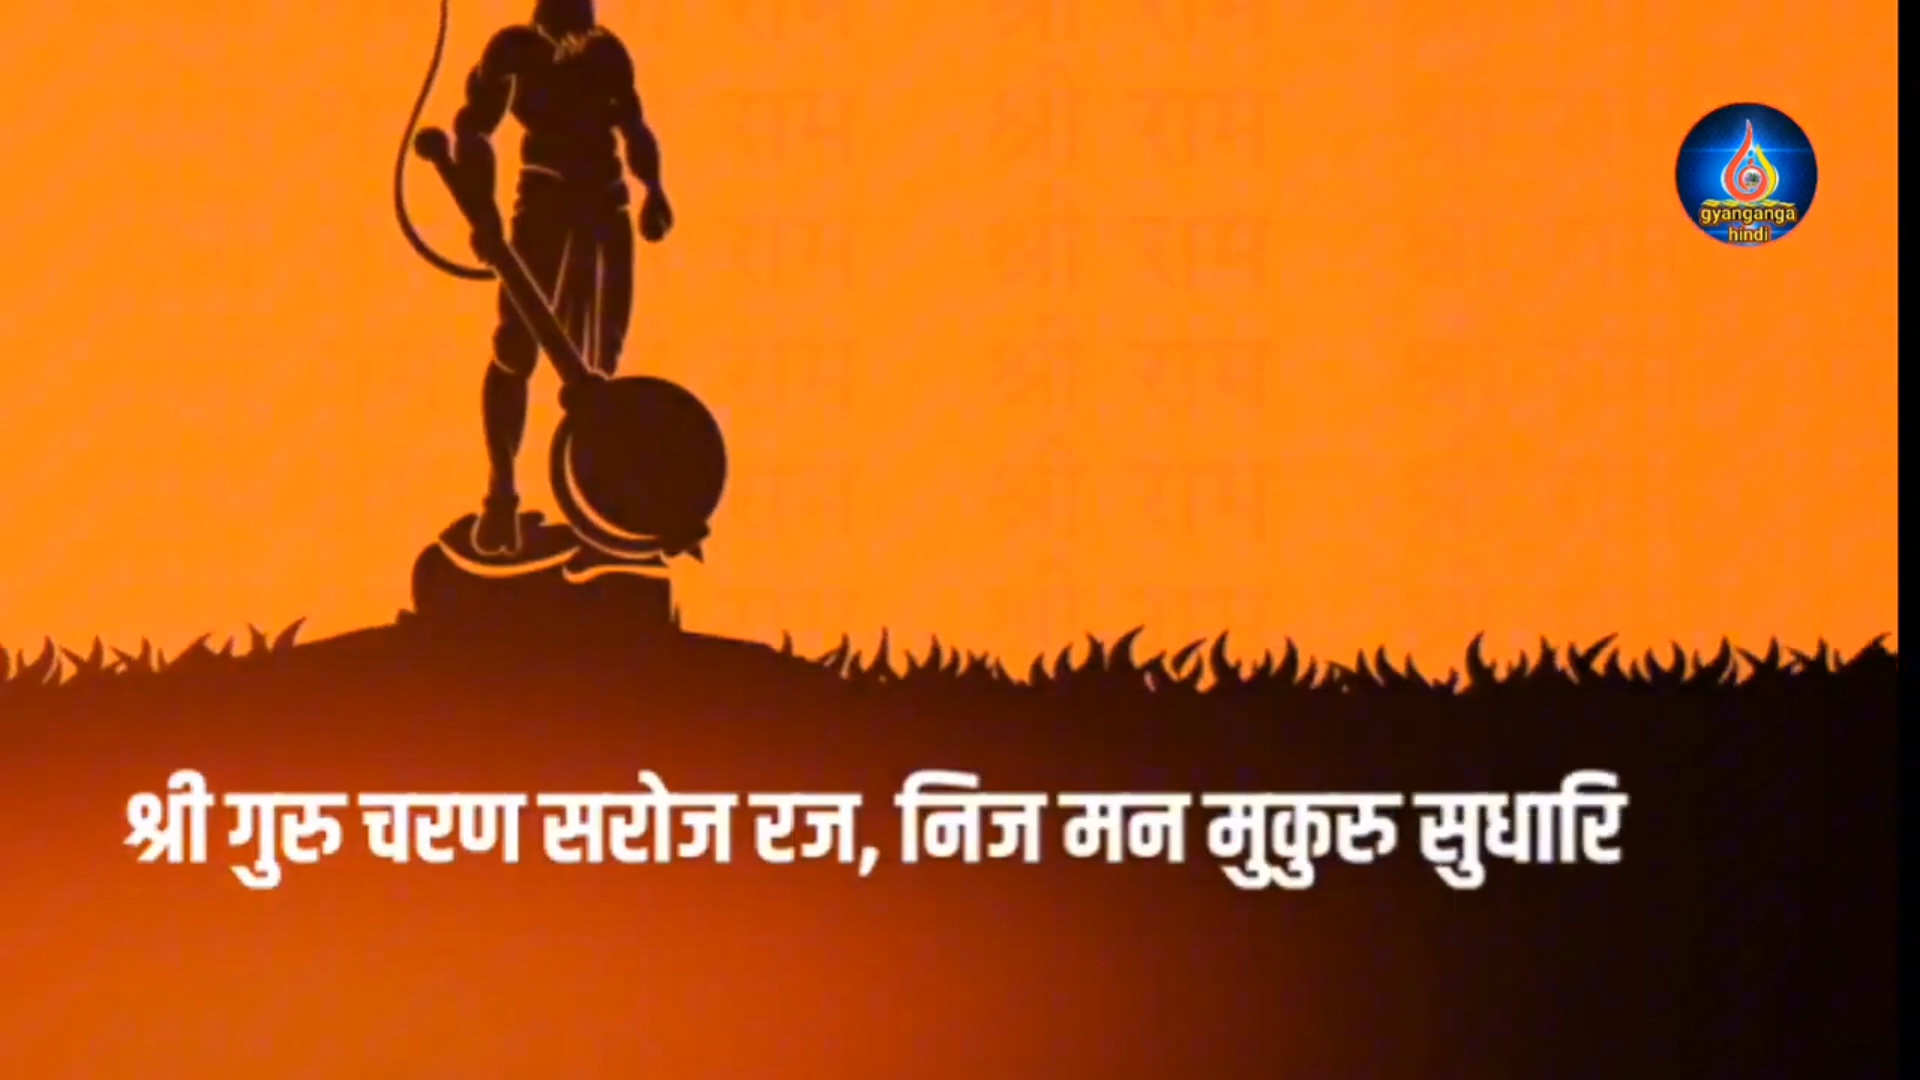 श्री राम
राम श्री राम
राम श्री राम
राम श्री राम
राम श्री राम
gyanganga
hindi
श्री गुरु चरण सरोज रज, निज मन मुकुरु सुधारि